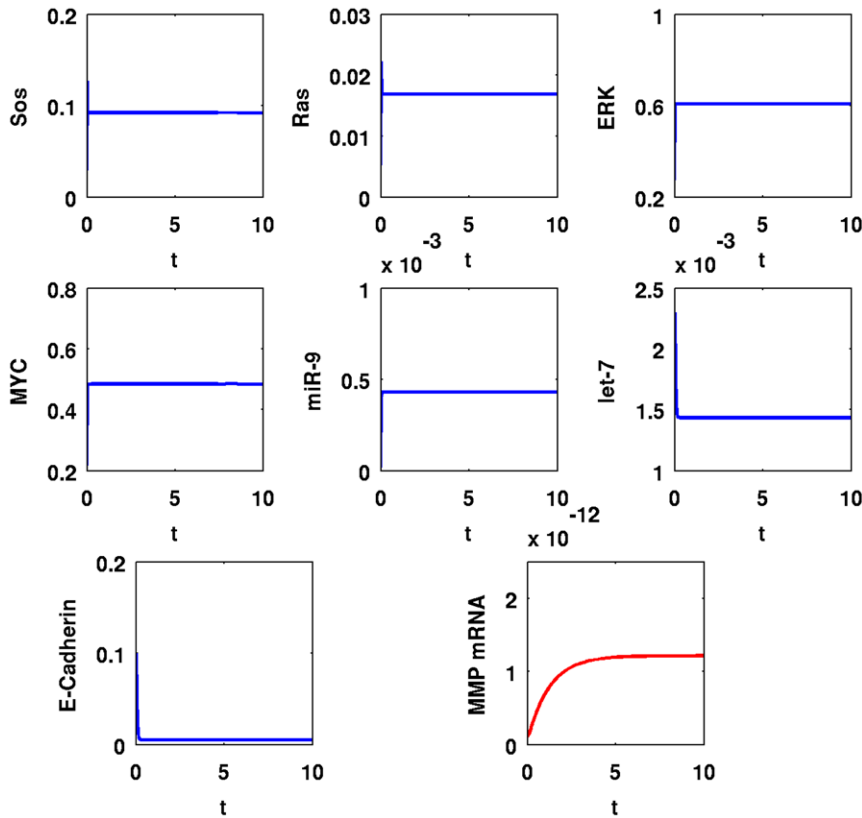 0.2
0.1
0
Sos
0 5 10
t
0.03
0.02
0.01
0
Ras
0 5 10
t
1
0.6
0.2
ERK
0 5 10
t
0.8
0.6
0.4
0.2
MYC
0 5 10
t
x 10 -3
1
0.5
0
miR-9
0 5 10
t
x 10 -3
2.5
2
1.5
1
let-7
0 5 10
t
0.2
0.1
0
E-Cadherin
0 5 10
t
x 10 -12
2
1
0
MMP mRNA
0 5 10
t